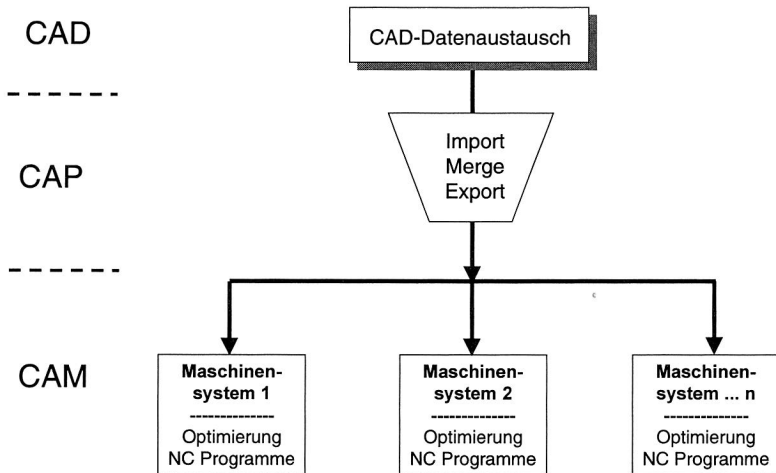 CAD
CAD-Datenaustausch
CAP
Import
Merge
Export
CAM
Maschinen-
system 1
--------------
Optimierung
NC Programme
Maschinen-
system 2
--------------
Optimierung
NC Programme
Maschinen-
system ... n
--------------
Optimierung
NC Programme